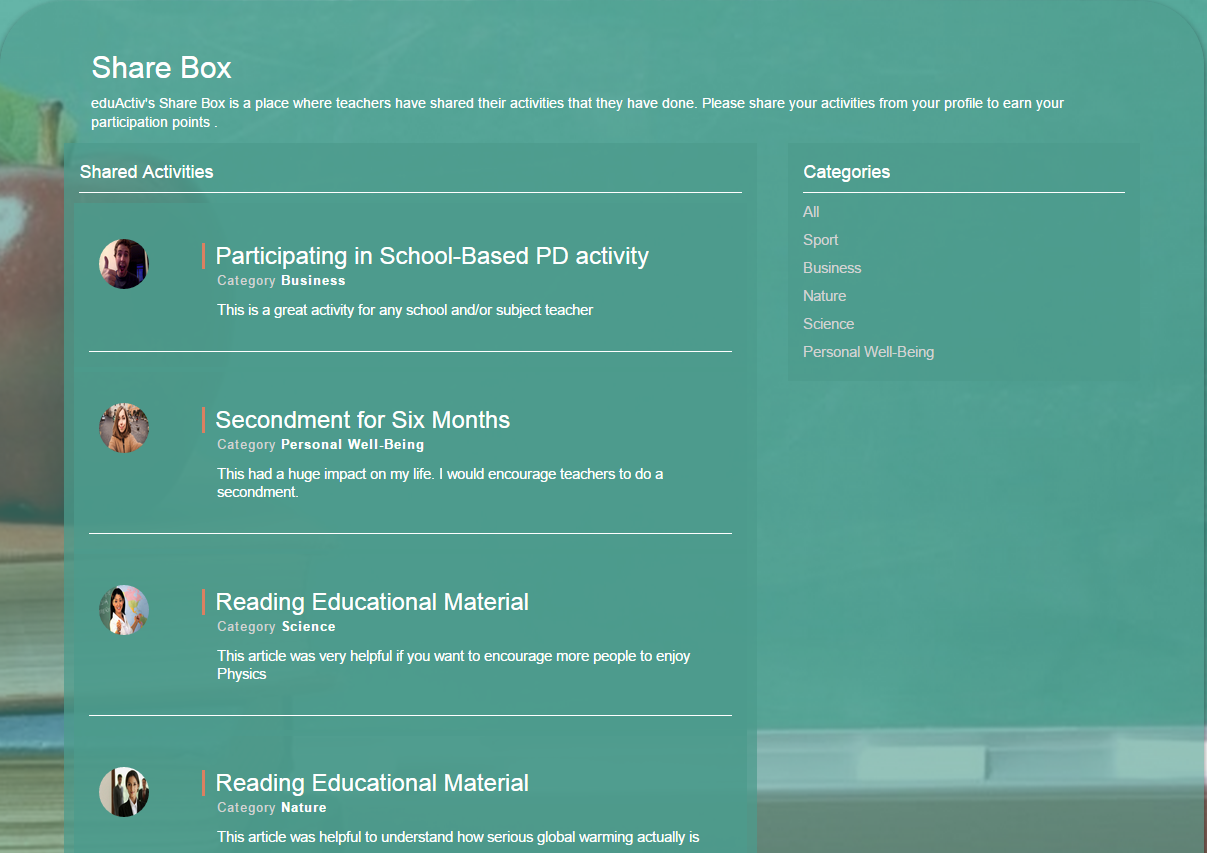 Share Box
eduActiv's Share Box is a place where teachers have shared their activities that they have done. Please share your activities from your profile to earn your
participation points .
Shared Activities
Participating in School-Based PD activity
Category Business
This is a great activity for any school and/or subject teacher
Secondment for Six Months
Category Personal Well-Being
This had a huge impact on my life. I would encourage teachers to do a
secondment.
Reading Educational Material
Category Science
This article was very helpful if you want to encourage more people to enjoy
Physics
Reading Educational Material
Category Nature
This article was helpful to understand how serious global warming actually is
Categories
All
Sport
Business
Nature
Science
Personal Well-Being